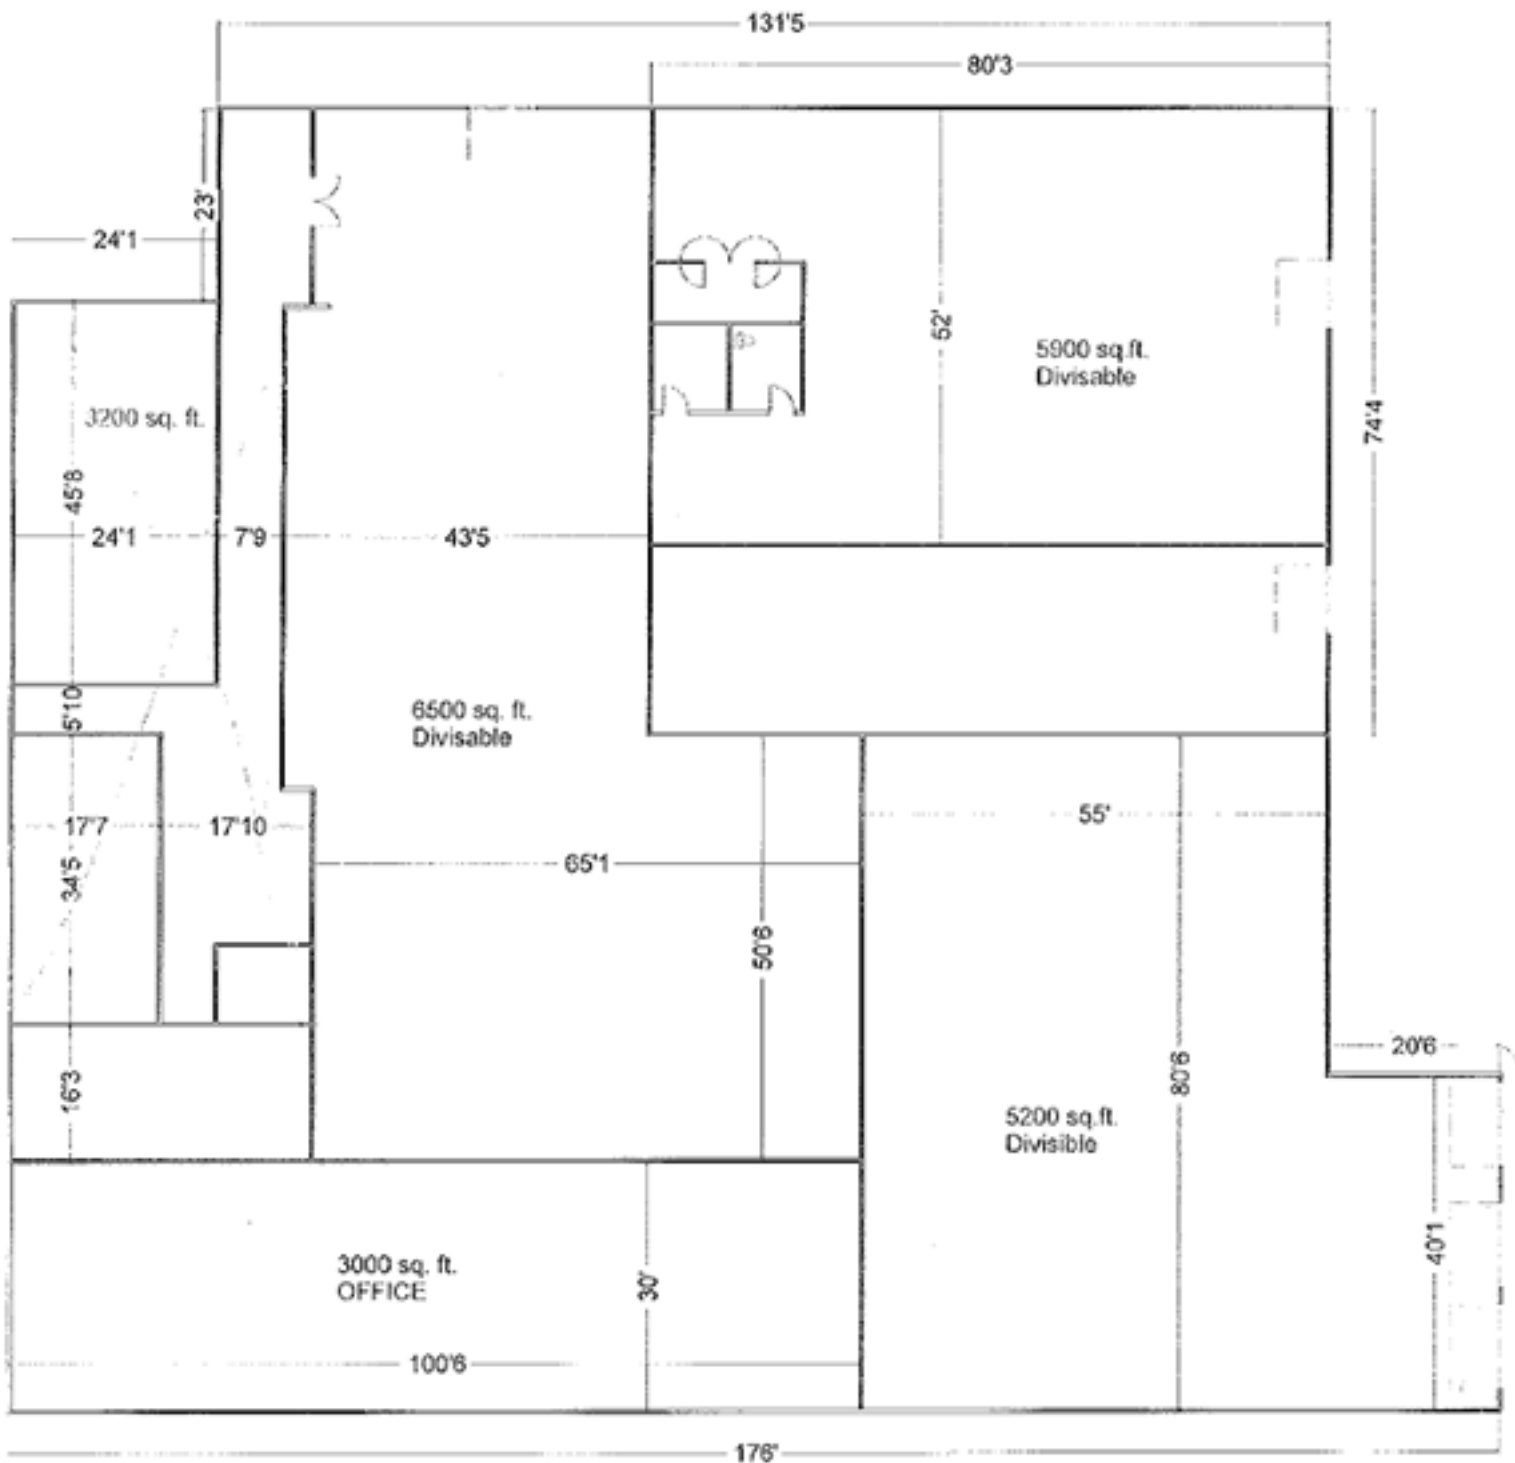 131'5
80'3
23'
24'1
52'
5900 sq.ft.
Divisable
74'4
3200 sq. ft.
45'8
24'1
7'9
43'5
5'10
6500 sq. ft.
Divisable
17'7
17'10
55'
34'5
65'1
50'6
20'6
80'6
16'3
5200 sq.ft.
Divisible
40'1
3000 sq. ft.
OFFICE
30'
100'6
176'